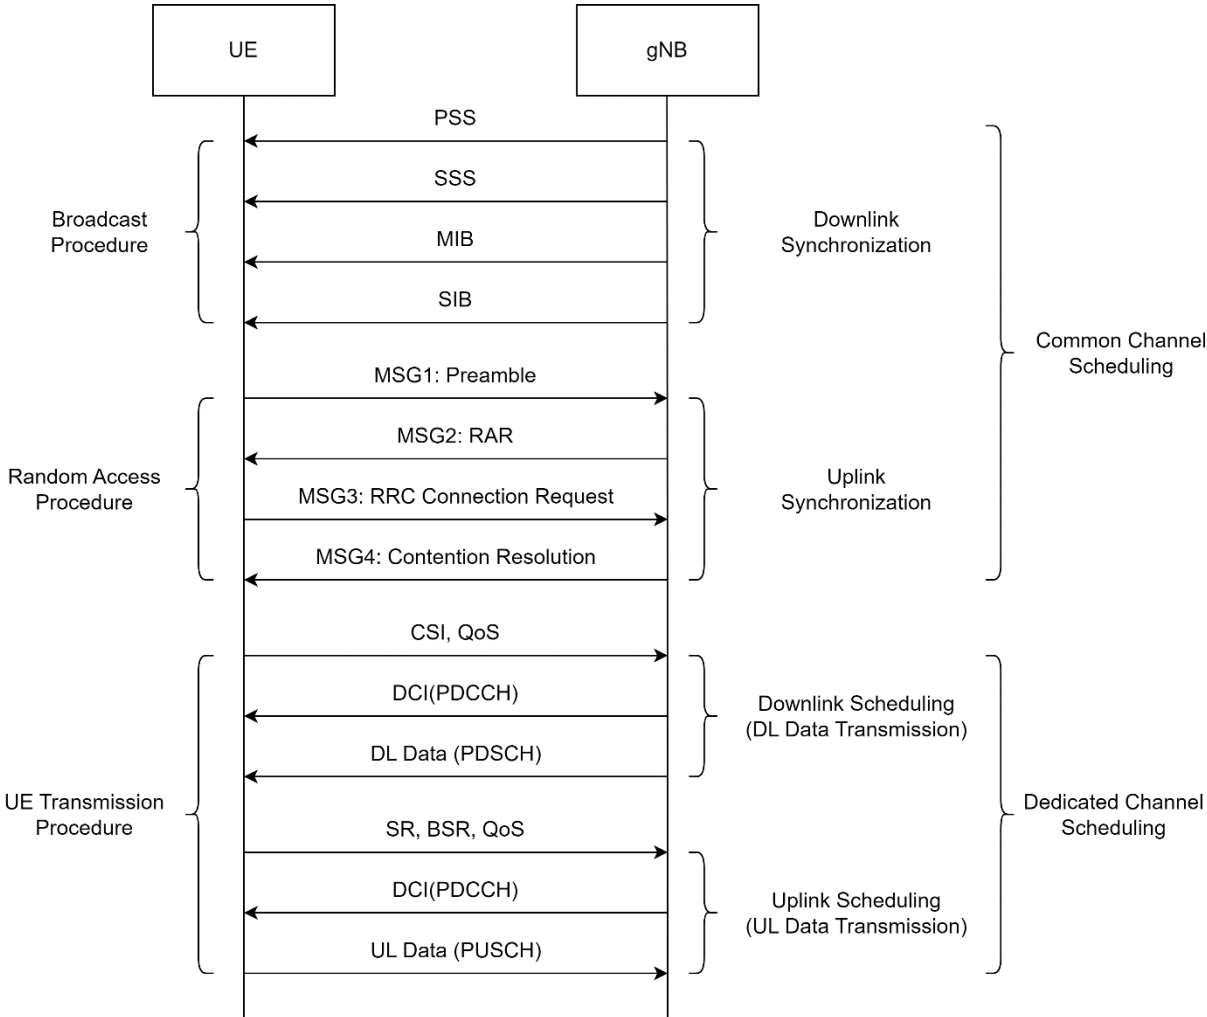 UE
gNB
PSS
SSS
MIB
SIB
Broadcast
Procedure
Downlink
Synchronization
Common Channel
Scheduling
MSG1: Preamble
MSG2: RAR
MSG3: RRC Connection Request
MSG4: Contention Resolution
Random Access
Procedure
Uplink
Synchronization
CSI, QoS
DCI(PDCCH)
DL Data (PDSCH)
Downlink Scheduling
(DL Data Transmission)
UE Transmission
Procedure
Dedicated Channel
Scheduling
SR, BSR, QoS
DCI(PDCCH)
UL Data (PUSCH)
Uplink Scheduling
(UL Data Transmission)